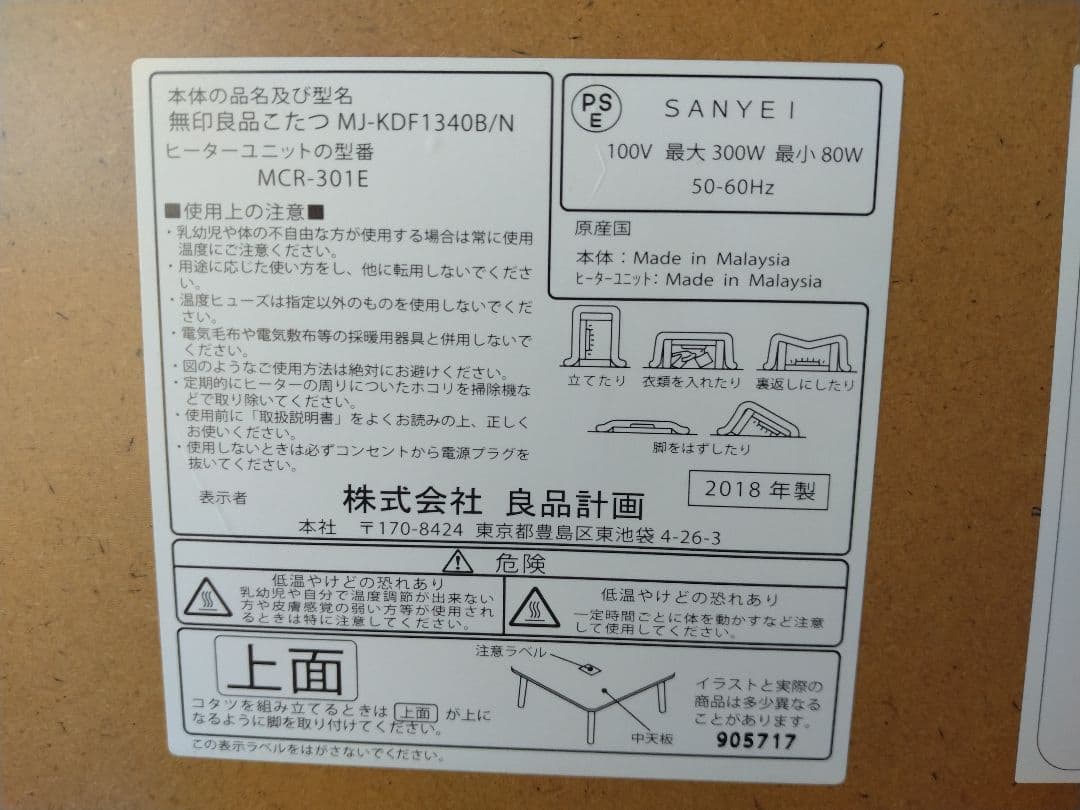 本体の品名及び型名
無印良品こたつ MJ-KDF1340B/N
ヒーターユニットの型番
MCR-301E
■使用上の注意■
・乳幼児や体の不自由な方が使用する場合は常に使用
温度にご注意ください。
・用途に応じた使い方をし、他に転用しないでくださ
い。
・温度ヒューズは指定以外のものを使用しないでくだ
さい。
・電気毛布や電気敷布等の採暖用器具と併用しないで
ください。
・図のようなご使用方法は絶対にお避けください。
・定期的にヒーターの周りについたホコリを掃除機な
どで取り除いてください。
・使用前に「取扱説明書」をよくお読みの上、正しく
お使いください。
・使用しないときは必ずコンセントから電源プラグを
抜いてください。
PS
E
SANYEI
100V 最大 300W 最小 80W
50-60Hz
原産国
本体：Made in Malaysia
ヒーターユニット：Made in Malaysia
立てたり 衣類を入れたり 裏返しにしたり
脚をはずしたり
2018 年製
表示者 株式会社 良品計画
本社 〒170-8424 東京都豊島区東池袋 4-26-3
危険
低温やけどの恐れあり
乳幼児や自分で温度調節が出来ない
方や皮膚感覚の弱い方等が使用され
るときは特に注意してください。
低温やけどの恐れあり
一定時間ごとに体を動かすなど注意
して使用してください。
上面
コタツを組み立てるときは 上面 が上に
なるように脚を取り付けてください。
注意ラベル
中天板
イラストと実際の
商品は多少異なる
ことがあります。
905717
この表示ラベルをはがさないでください。